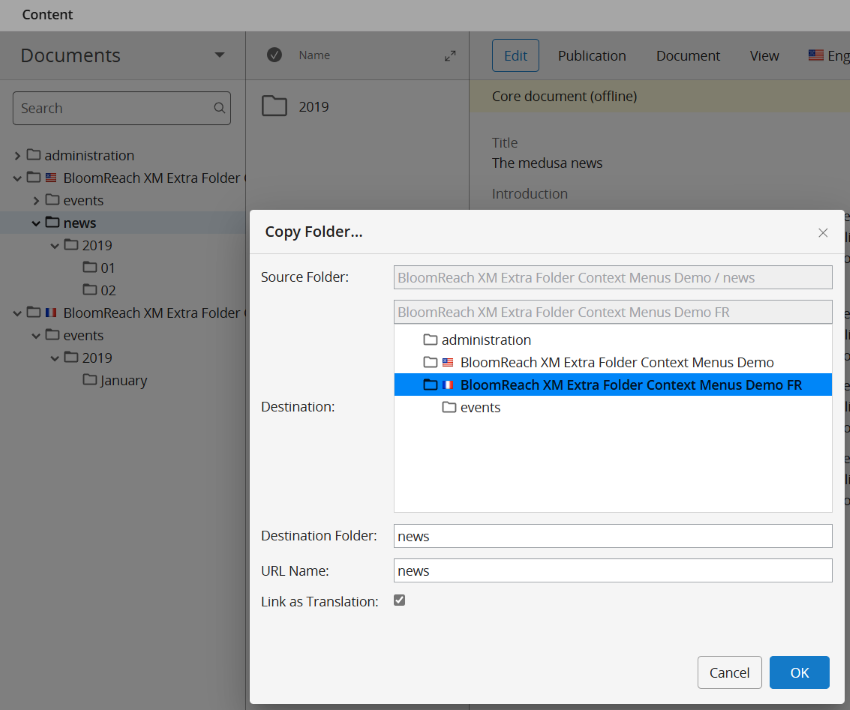 Content
Documents
Name
Edit Publication Document View Eng
Search
2019
Core document (offline)
Title
The medusa news
Introduction
administration
BloomReach XM Extra Folder
events
news
2019
01
02
BloomReach XM Extra Folder
events
2019
January
Copy Folder...
Source Folder: BloomReach XM Extra Folder Context Menus Demo / news
BloomReach XM Extra Folder Context Menus Demo FR
administration
BloomReach XM Extra Folder Context Menus Demo
BloomReach XM Extra Folder Context Menus Demo FR
events
Destination:
Destination Folder: news
URL Name: news
Link as Translation:
Cancel OK